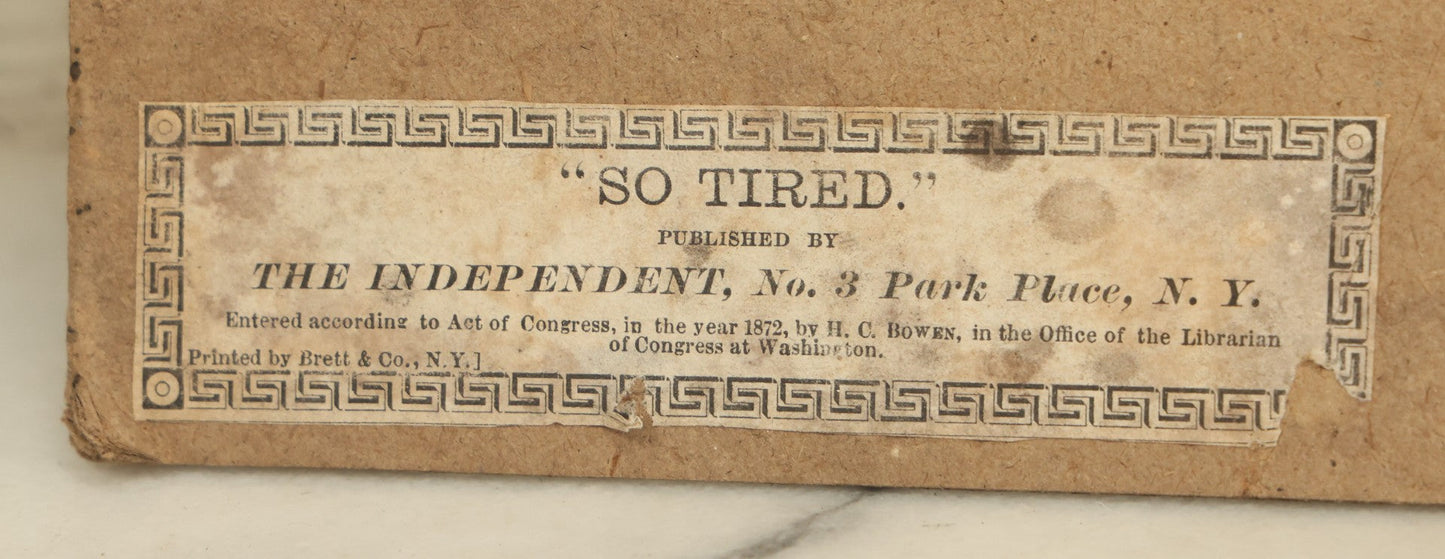 "SO TIRED."
PUBLISHED BY
THE INDEPENDENT, No. 3 Park Place, N. Y.
Entered according to Act of Congress, in the year 1872, by H. C. BOWEN, in the Office of the Librarian
of Congress at Washington.
Printed by Brett & Co., N.Y.]